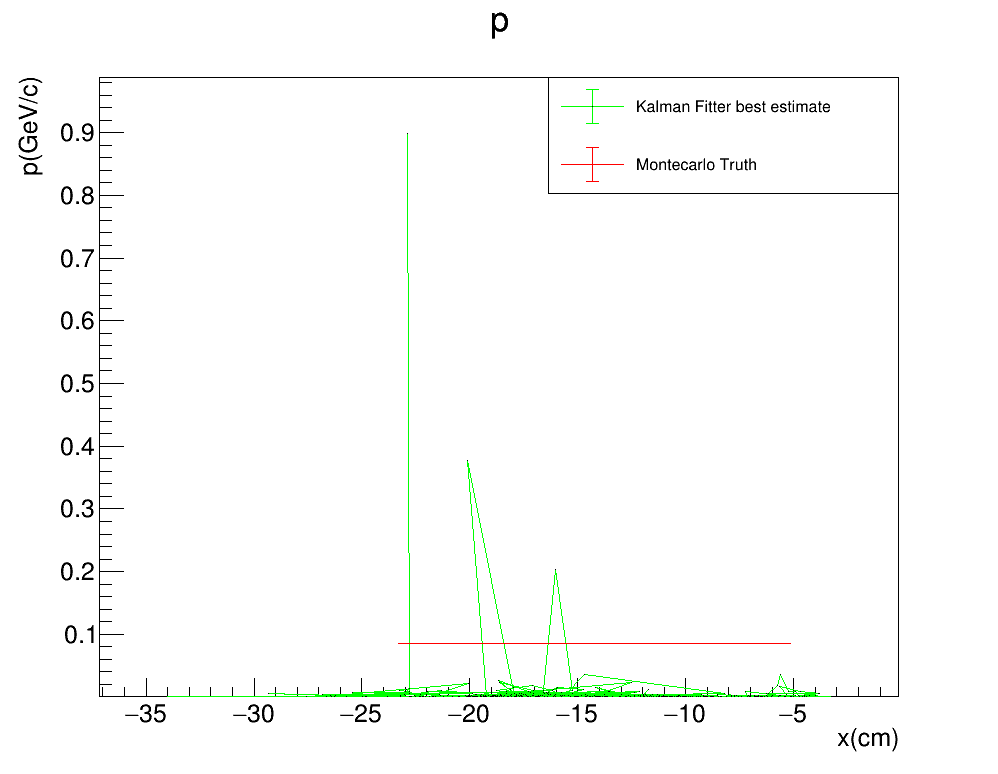 p
p(GeV/c)
Kalman Fitter best estimate
Montecarlo Truth
0.9
0.8
0.7
0.6
0.5
0.4
0.3
0.2
0.1
−35 −30 −25 −20 −15 −10 −5
x(cm)